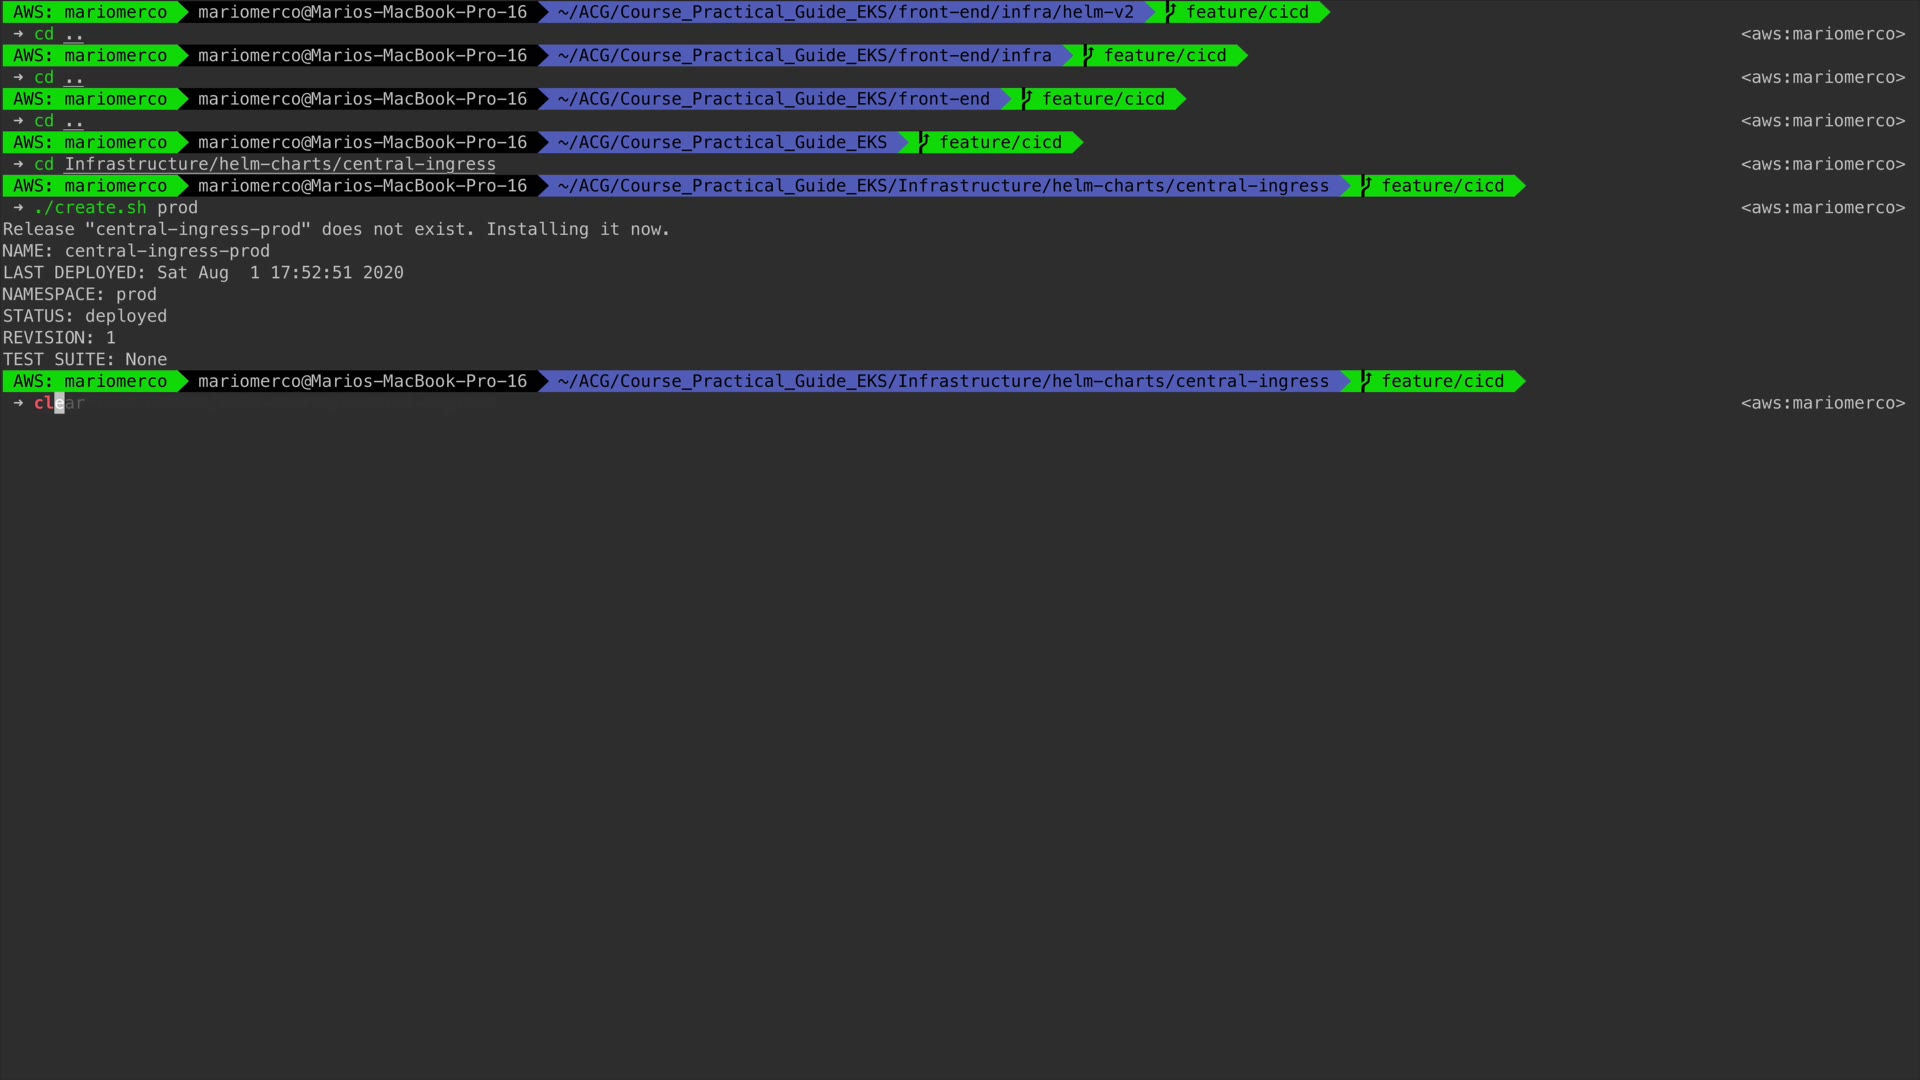 AWS: mariomerco mariomerco@Marios-MacBook-Pro-16 ~/ACG/Course_Practical_Guide_EKS/front-end/infra/helm-v2 feature/cicd
➜ cd .. <aws:mariomerco>
AWS: mariomerco mariomerco@Marios-MacBook-Pro-16 ~/ACG/Course_Practical_Guide_EKS/front-end/infra feature/cicd
➜ cd .. <aws:mariomerco>
AWS: mariomerco mariomerco@Marios-MacBook-Pro-16 ~/ACG/Course_Practical_Guide_EKS/front-end feature/cicd
➜ cd .. <aws:mariomerco>
AWS: mariomerco mariomerco@Marios-MacBook-Pro-16 ~/ACG/Course_Practical_Guide_EKS feature/cicd
➜ cd Infrastructure/helm-charts/central-ingress <aws:mariomerco>
AWS: mariomerco mariomerco@Marios-MacBook-Pro-16 ~/ACG/Course_Practical_Guide_EKS/Infrastructure/helm-charts/central-ingress feature/cicd
➜ ./create.sh prod <aws:mariomerco>
Release "central-ingress-prod" does not exist. Installing it now.
NAME: central-ingress-prod
LAST DEPLOYED: Sat Aug  1 17:52:51 2020
NAMESPACE: prod
STATUS: deployed
REVISION: 1
TEST SUITE: None
AWS: mariomerco mariomerco@Marios-MacBook-Pro-16 ~/ACG/Course_Practical_Guide_EKS/Infrastructure/helm-charts/central-ingress feature/cicd
➜ clear <aws:mariomerco>